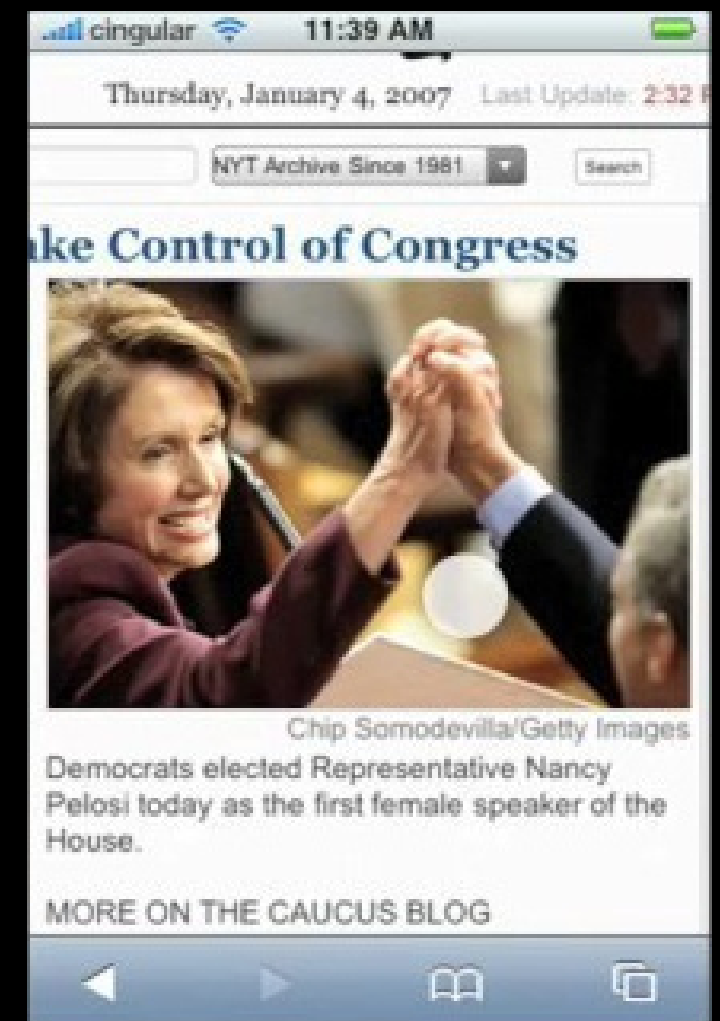 cingular 11:39 AM
Thursday, January 4, 2007 Last Update: 2:32
NYT Archive Since 1981 Search
ke Control of Congress
Chip Somodevilla/Getty Images
Democrats elected Representative Nancy
Pelosi today as the first female speaker of the
House.
MORE ON THE CAUCUS BLOG